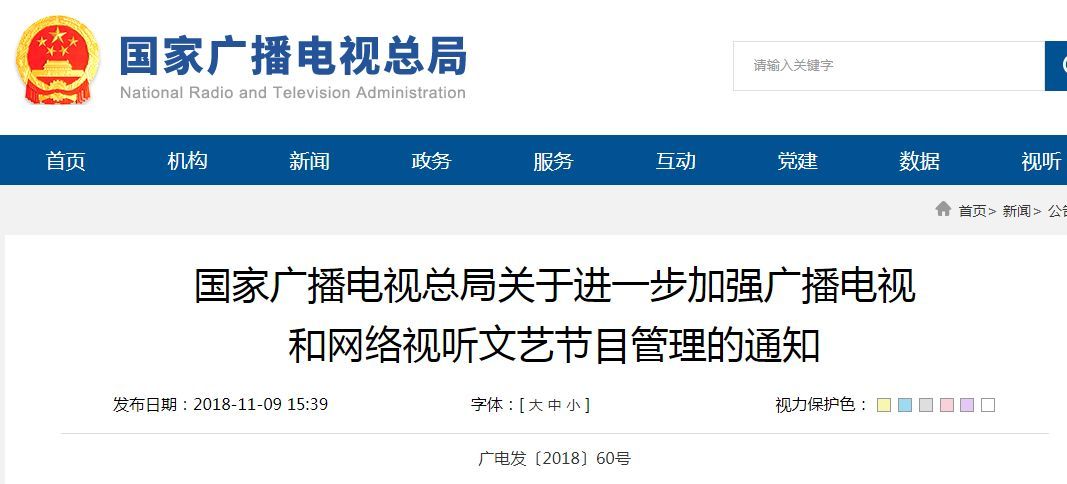 国家广播电视总局
National Radio and Television Administration
请输入关键字
首页 机构 新闻 政务 服务 互动 党建 数据 视听
首页> 新闻> 公告
国家广播电视总局关于进一步加强广播电视
和网络视听文艺节目管理的通知
发布日期：2018-11-09 15:39 字体：[ 大 中 小 ] 视力保护色：
广电发〔2018〕60号